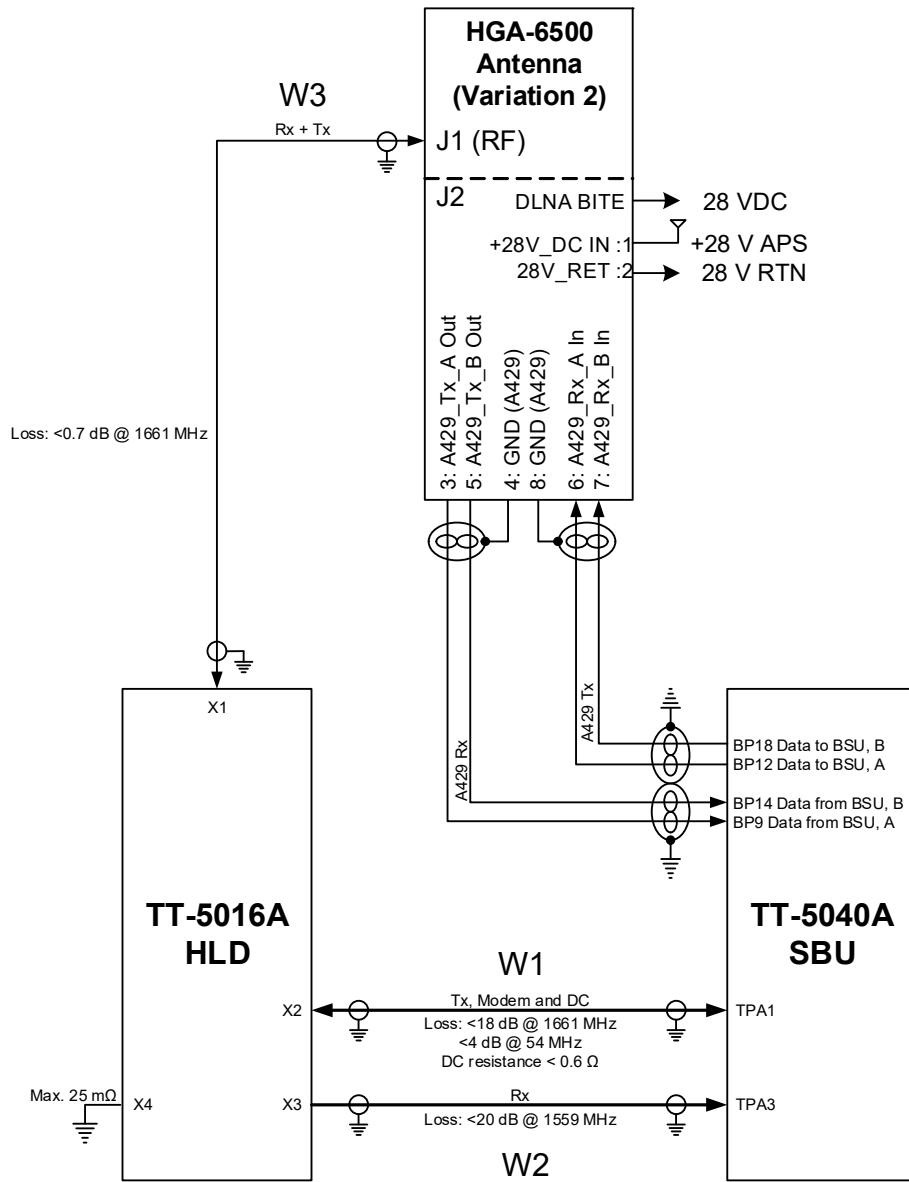 HGA-6500
Antenna
(Variation 2)
W3
Rx + Tx
J1 (RF)
J2
DLNA BITE
28 VDC
+28V_DC IN :1
+28 V APS
28V_RET :2
28 V RTN
3: A429_Tx_A Out
5: A429_Tx_B Out
4: GND (A429)
8: GND (A429)
6: A429_Rx_A In
7: A429_Rx_B In
Loss: <0.7 dB @ 1661 MHz
X1
A429 Rx
A429 Tx
BP18 Data to BSU, B
BP12 Data to BSU, A
BP14 Data from BSU, B
BP9 Data from BSU, A
TT-5016A
HLD
TT-5040A
SBU
W1
X2
Tx, Modem and DC
TPA1
Loss: <18 dB @ 1661 MHz
<4 dB @ 54 MHz
DC resistance < 0.6 Ω
Max. 25 mΩ
X4
X3
Rx
TPA3
Loss: <20 dB @ 1559 MHz
W2